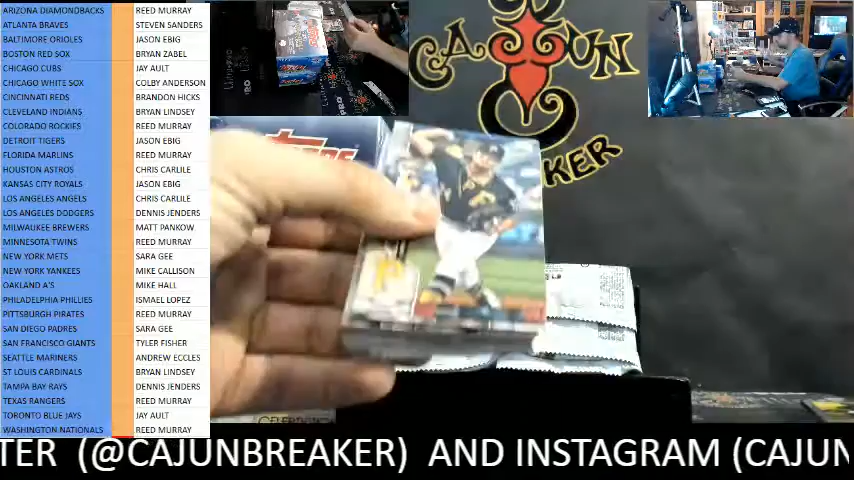 ARIZONA DIAMONDBACKS REED MURRAY
ATLANTA BRAVES STEVEN SANDERS
BALTIMORE ORIOLES JASON EBIG
BOSTON RED SOX BRYAN ZABEL
CHICAGO CUBS JAY AULT
CHICAGO WHITE SOX COLBY ANDERSON
CINCINATTI REDS BRANDON HICKS
CLEVELAND INDIANS BRYAN LINDSEY
COLORADO ROCKIES REED MURRAY
DETROIT TIGERS JASON EBIG
FLORIDA MARLINS REED MURRAY
HOUSTON ASTROS CHRIS CARLILE
KANSAS CITY ROYALS JASON EBIG
LOS ANGELES ANGELS CHRIS CARLILE
LOS ANGELES DODGERS DENNIS JENDERS
MILWAUKEE BREWERS MATT PANKOW
MINNESOTA TWINS REED MURRAY
NEW YORK METS SARA GEE
NEW YORK YANKEES MIKE CALLISON
OAKLAND A'S MIKE HALL
PHILADELPHIA PHILLIES ISMAEL LOPEZ
PITTSBURGH PIRATES REED MURRAY
SAN DIEGO PADRES SARA GEE
SAN FRANCISCO GIANTS TYLER FISHER
SEATTLE MARINERS ANDREW ECCLES
ST LOUIS CARDINALS BRYAN LINDSEY
TAMPA BAY RAYS DENNIS JENDERS
TEXAS RANGERS REED MURRAY
TORONTO BLUE JAYS JAY AULT
WASHINGTON NATIONALS REED MURRAY
CAJUN
BREAKER
TOPPS
P
TER (@CAJUNBREAKER) AND INSTAGRAM (CAJUN